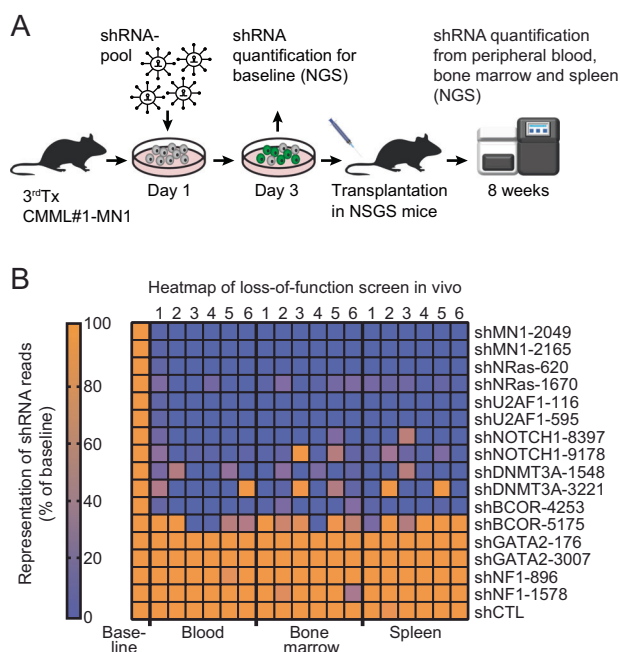 A
shRNA-
pool
shRNA
quantification for
baseline (NGS)
shRNA quantification
from peripheral blood,
bone marrow and spleen
(NGS)
3rdTx
CMML#1-MN1
Day 1
Day 3
Transplantation
in NSGS mice
8 weeks
B
Heatmap of loss-of-function screen in vivo
1 2 3 4 5 6 1 2 3 4 5 6 1 2 3 4 5 6
Representation of shRNA reads
(% of baseline)
100
80
60
40
20
0
shMN1-2049
shMN1-2165
shNRas-620
shNRas-1670
shU2AF1-116
shU2AF1-595
shNOTCH1-8397
shNOTCH1-9178
shDNMT3A-1548
shDNMT3A-3221
shBCOR-4253
shBCOR-5175
shGATA2-176
shGATA2-3007
shNF1-896
shNF1-1578
shCTL
Base-
line
Blood
Bone
marrow
Spleen